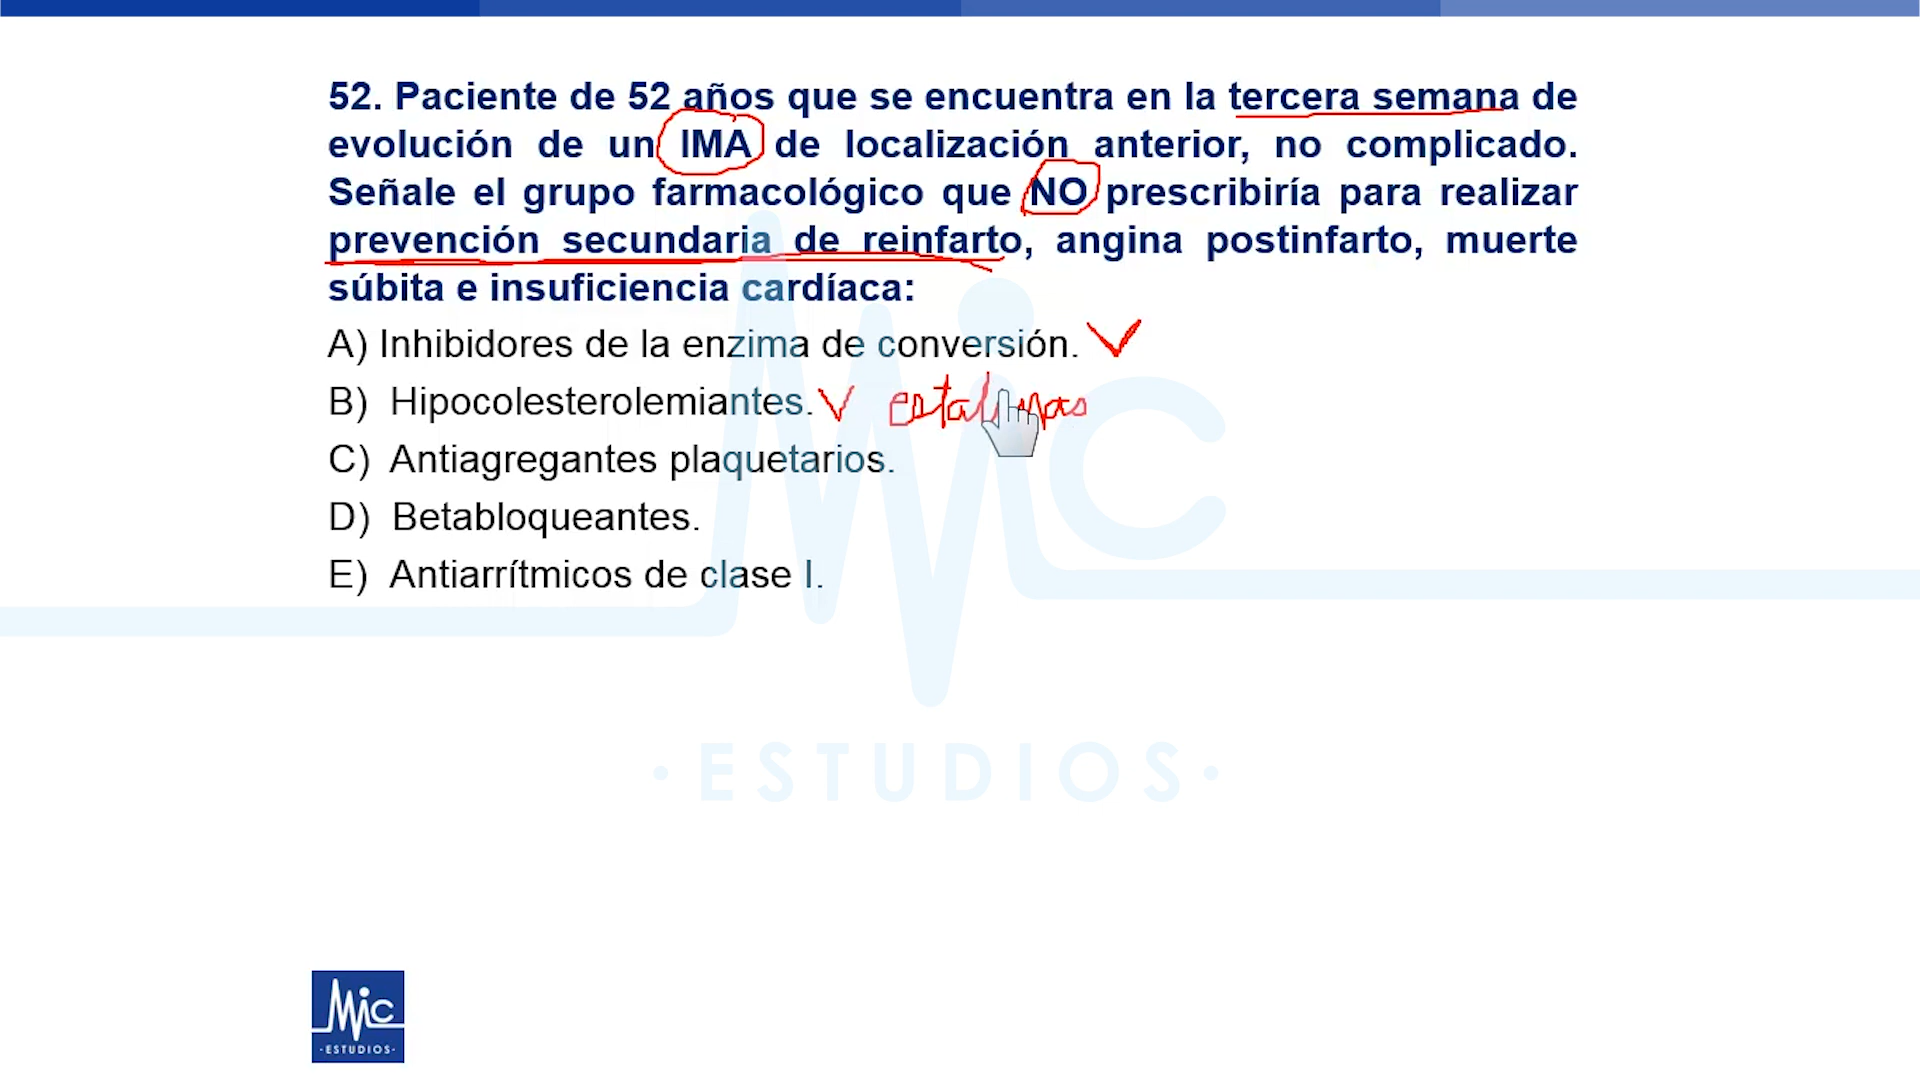 52. Paciente de 52 años que se encuentra en la tercera semana de
evolución de un IMA de localización anterior, no complicado.
Señale el grupo farmacológico que NO prescribiría para realizar
prevención secundaria de reinfarto, angina postinfarto, muerte
súbita e insuficiencia cardíaca:
A) Inhibidores de la enzima de conversión.
B) Hipocolesterolemiantes.
C) Antiagregantes plaquetarios.
D) Betabloqueantes.
E) Antiarrítmicos de clase I.
MiC
· ESTUDIOS ·
MiC
· ESTUDIOS ·